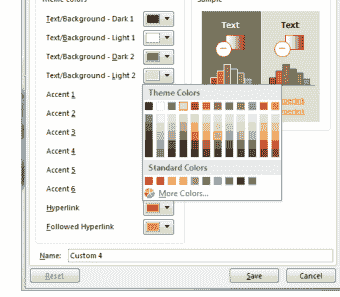 Theme colors
Sample
Text/Background - Dark 1
Text/Background - Light 1
Text/Background - Dark 2
Text/Background - Light 2
Accent 1
Accent 2
Accent 3
Accent 4
Accent 5
Accent 6
Hyperlink
Followed Hyperlink
Text
Text
Theme Colors
Standard Colors
More Colors...
Name: Custom 4
Reset
Save
Cancel